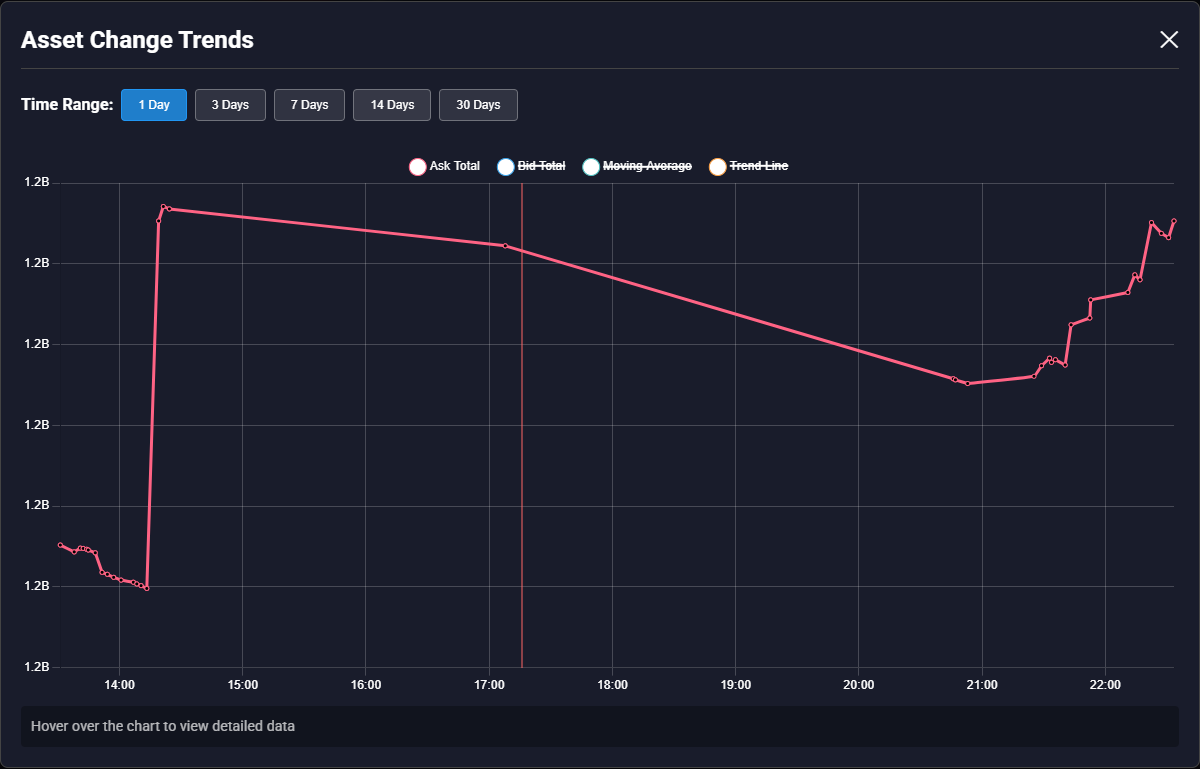 Asset Change Trends
Time Range: 1 Day 3 Days 7 Days 14 Days 30 Days
Ask Total Bid Total Moving Average Trend Line
1.2B
1.2B
1.2B
1.2B
1.2B
1.2B
1.2B
14:00 15:00 16:00 17:00 18:00 19:00 20:00 21:00 22:00
Hover over the chart to view detailed data